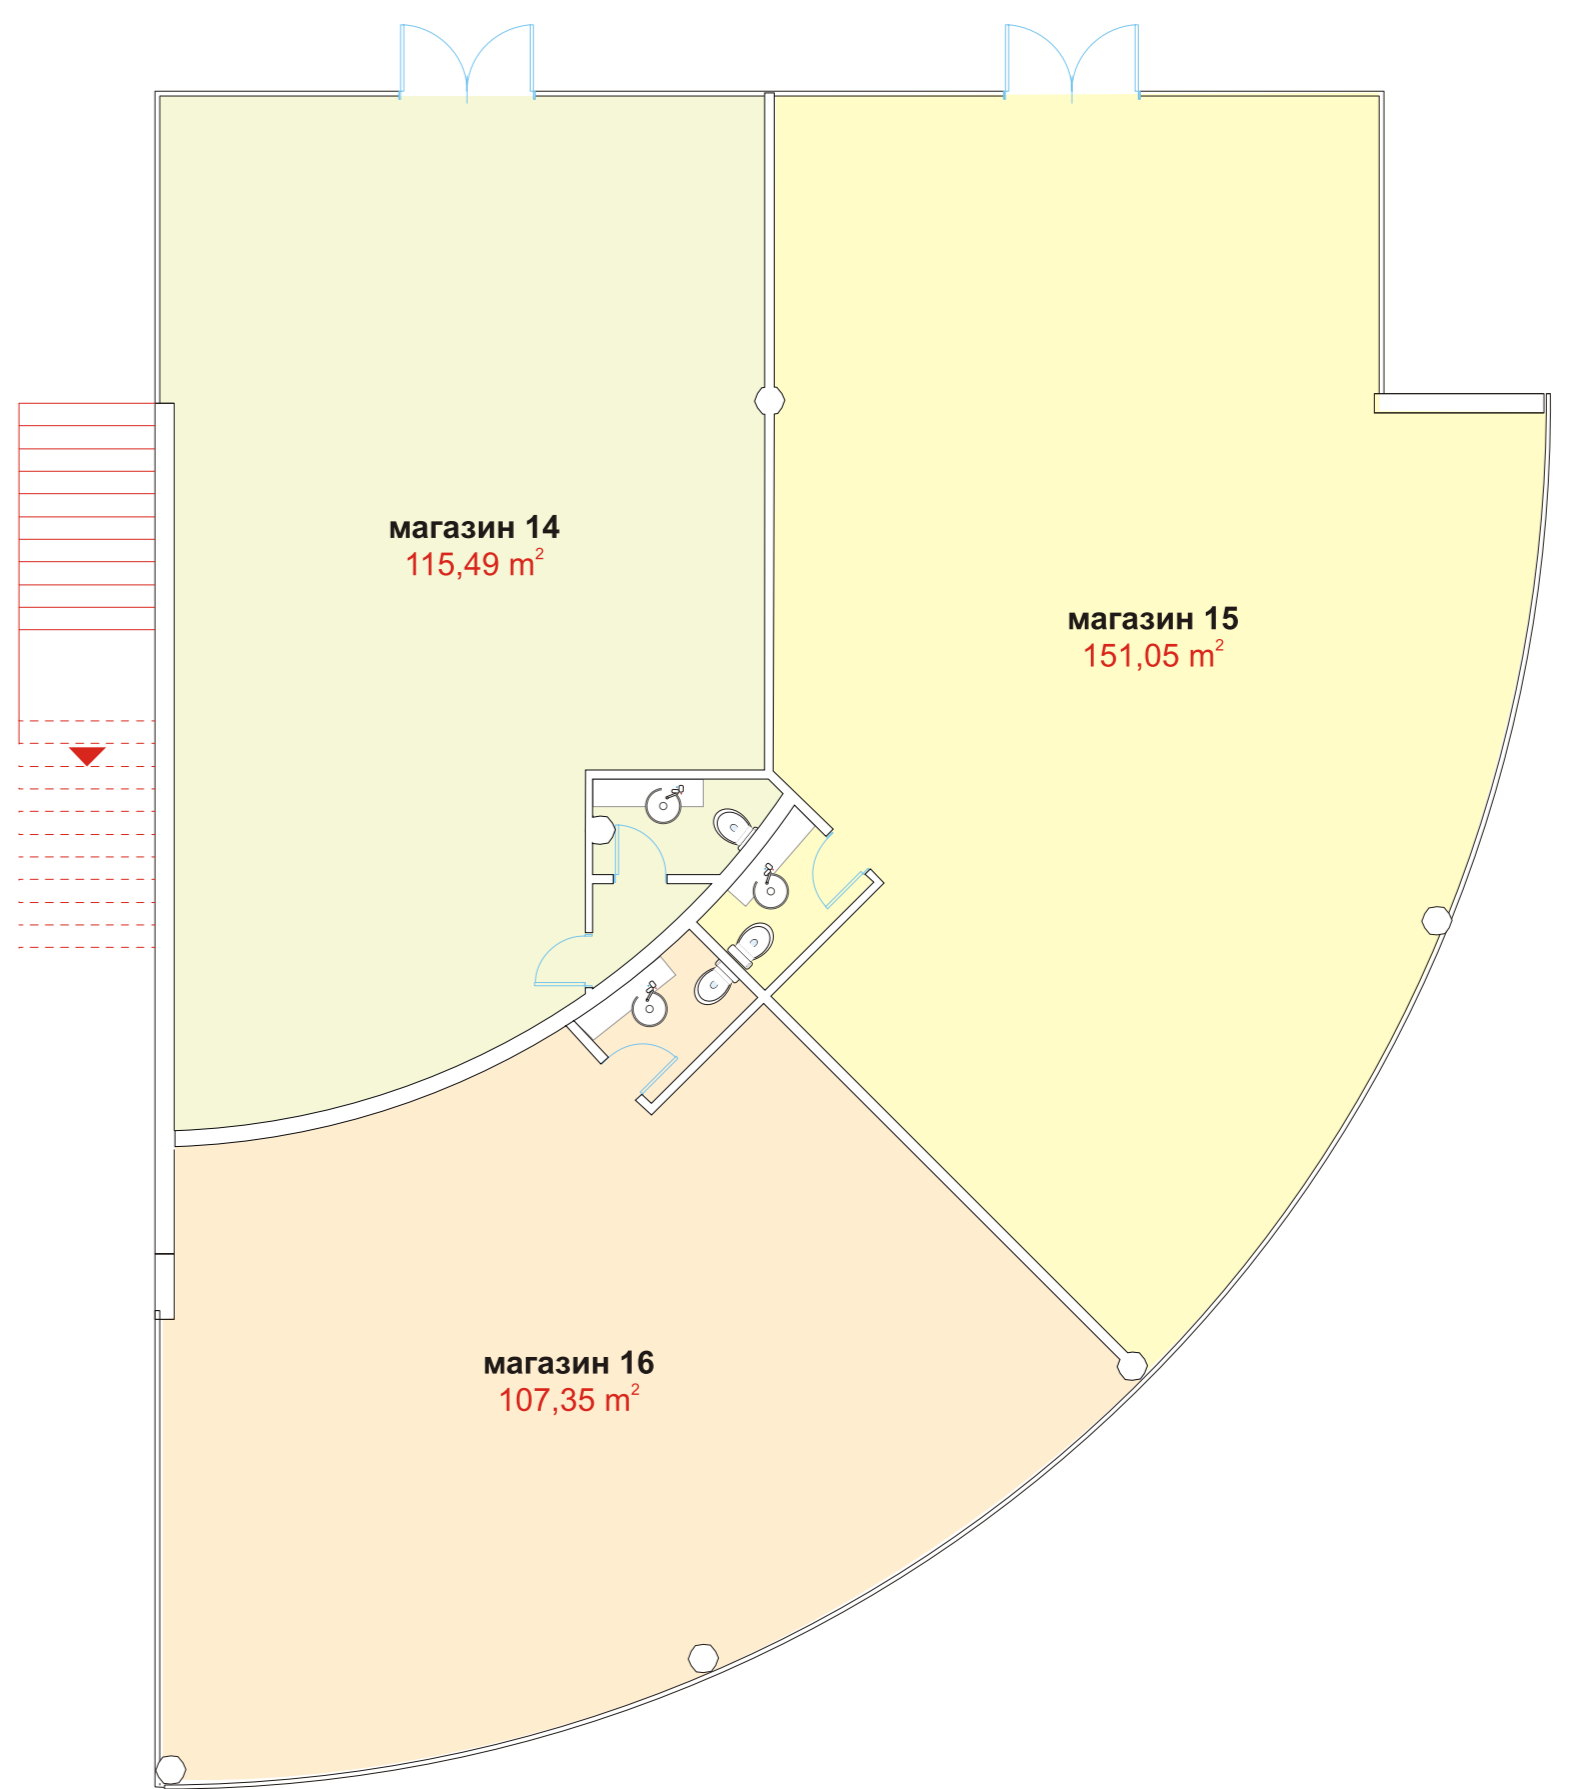 магазин 14
115,49 m²
магазин 15
151,05 m²
магазин 16
107,35 m²